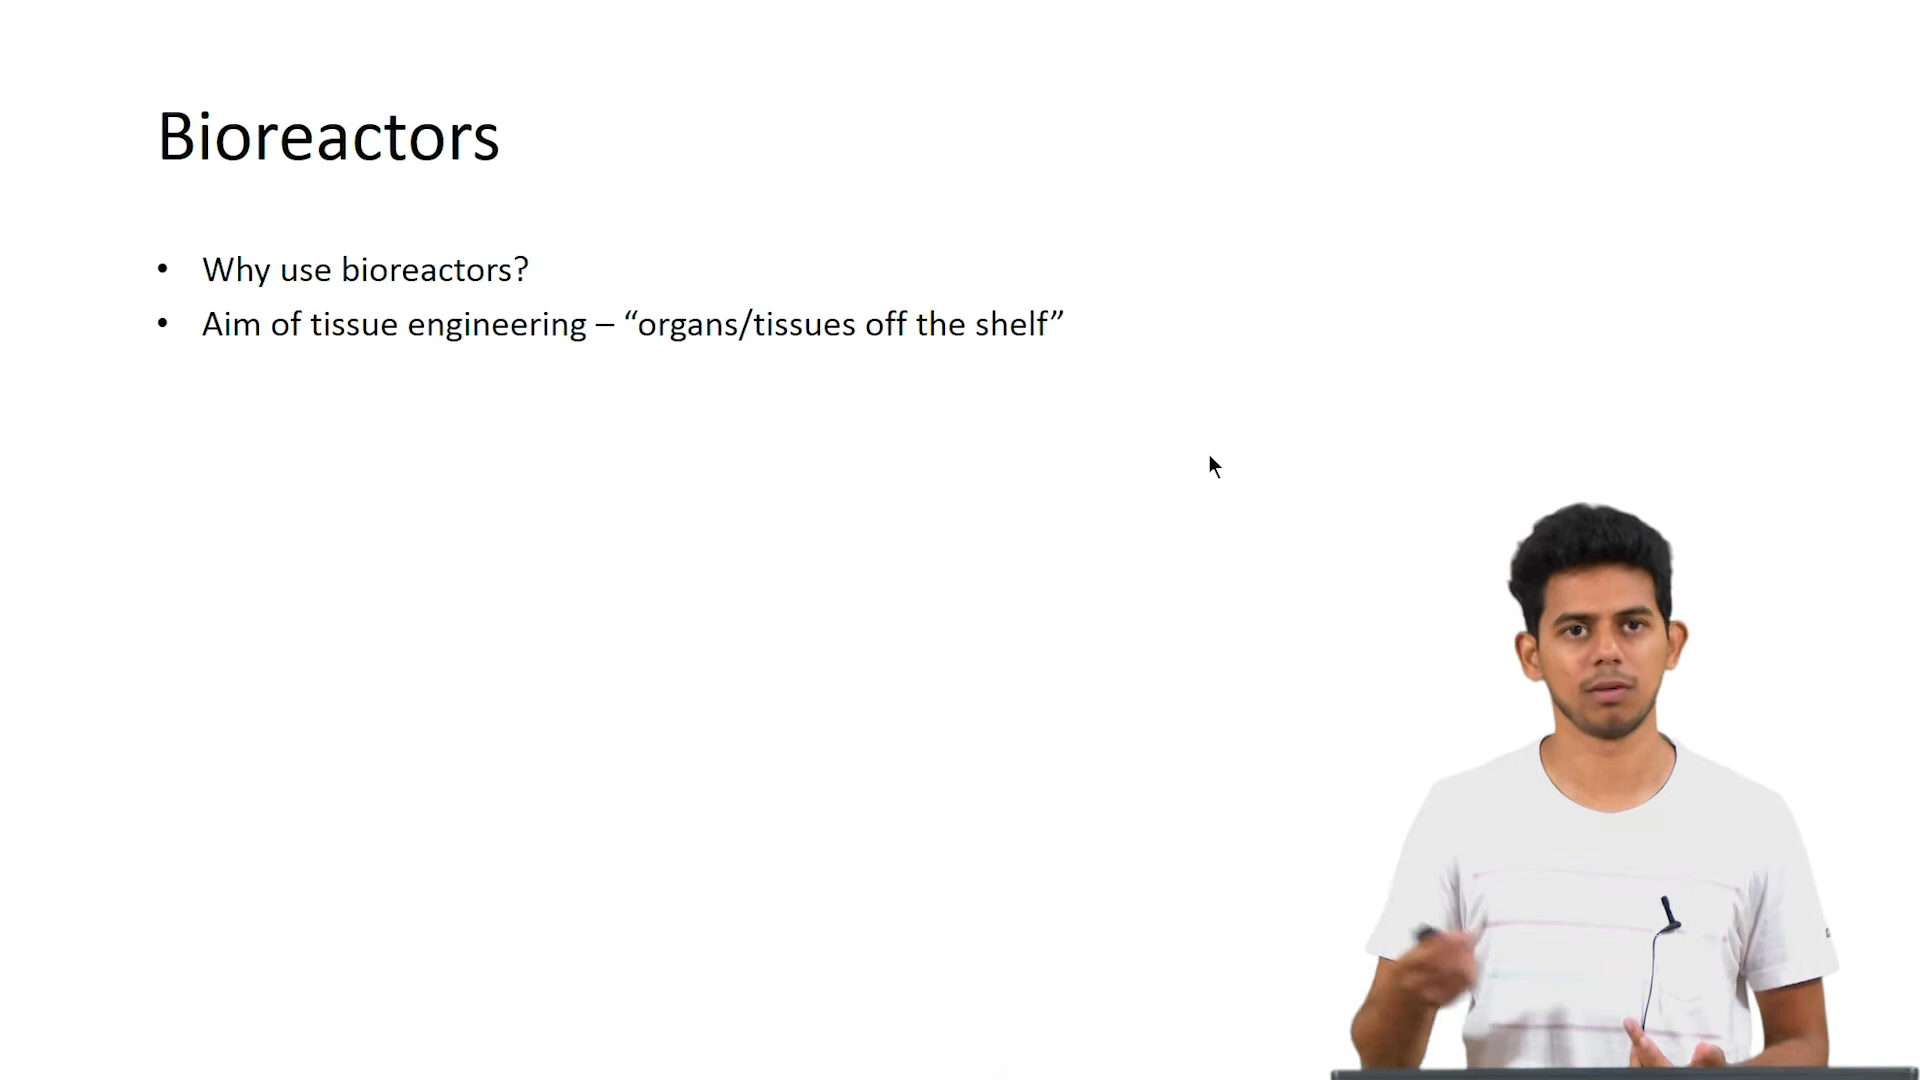 Bioreactors
• Why use bioreactors?
• Aim of tissue engineering – “organs/tissues off the shelf”